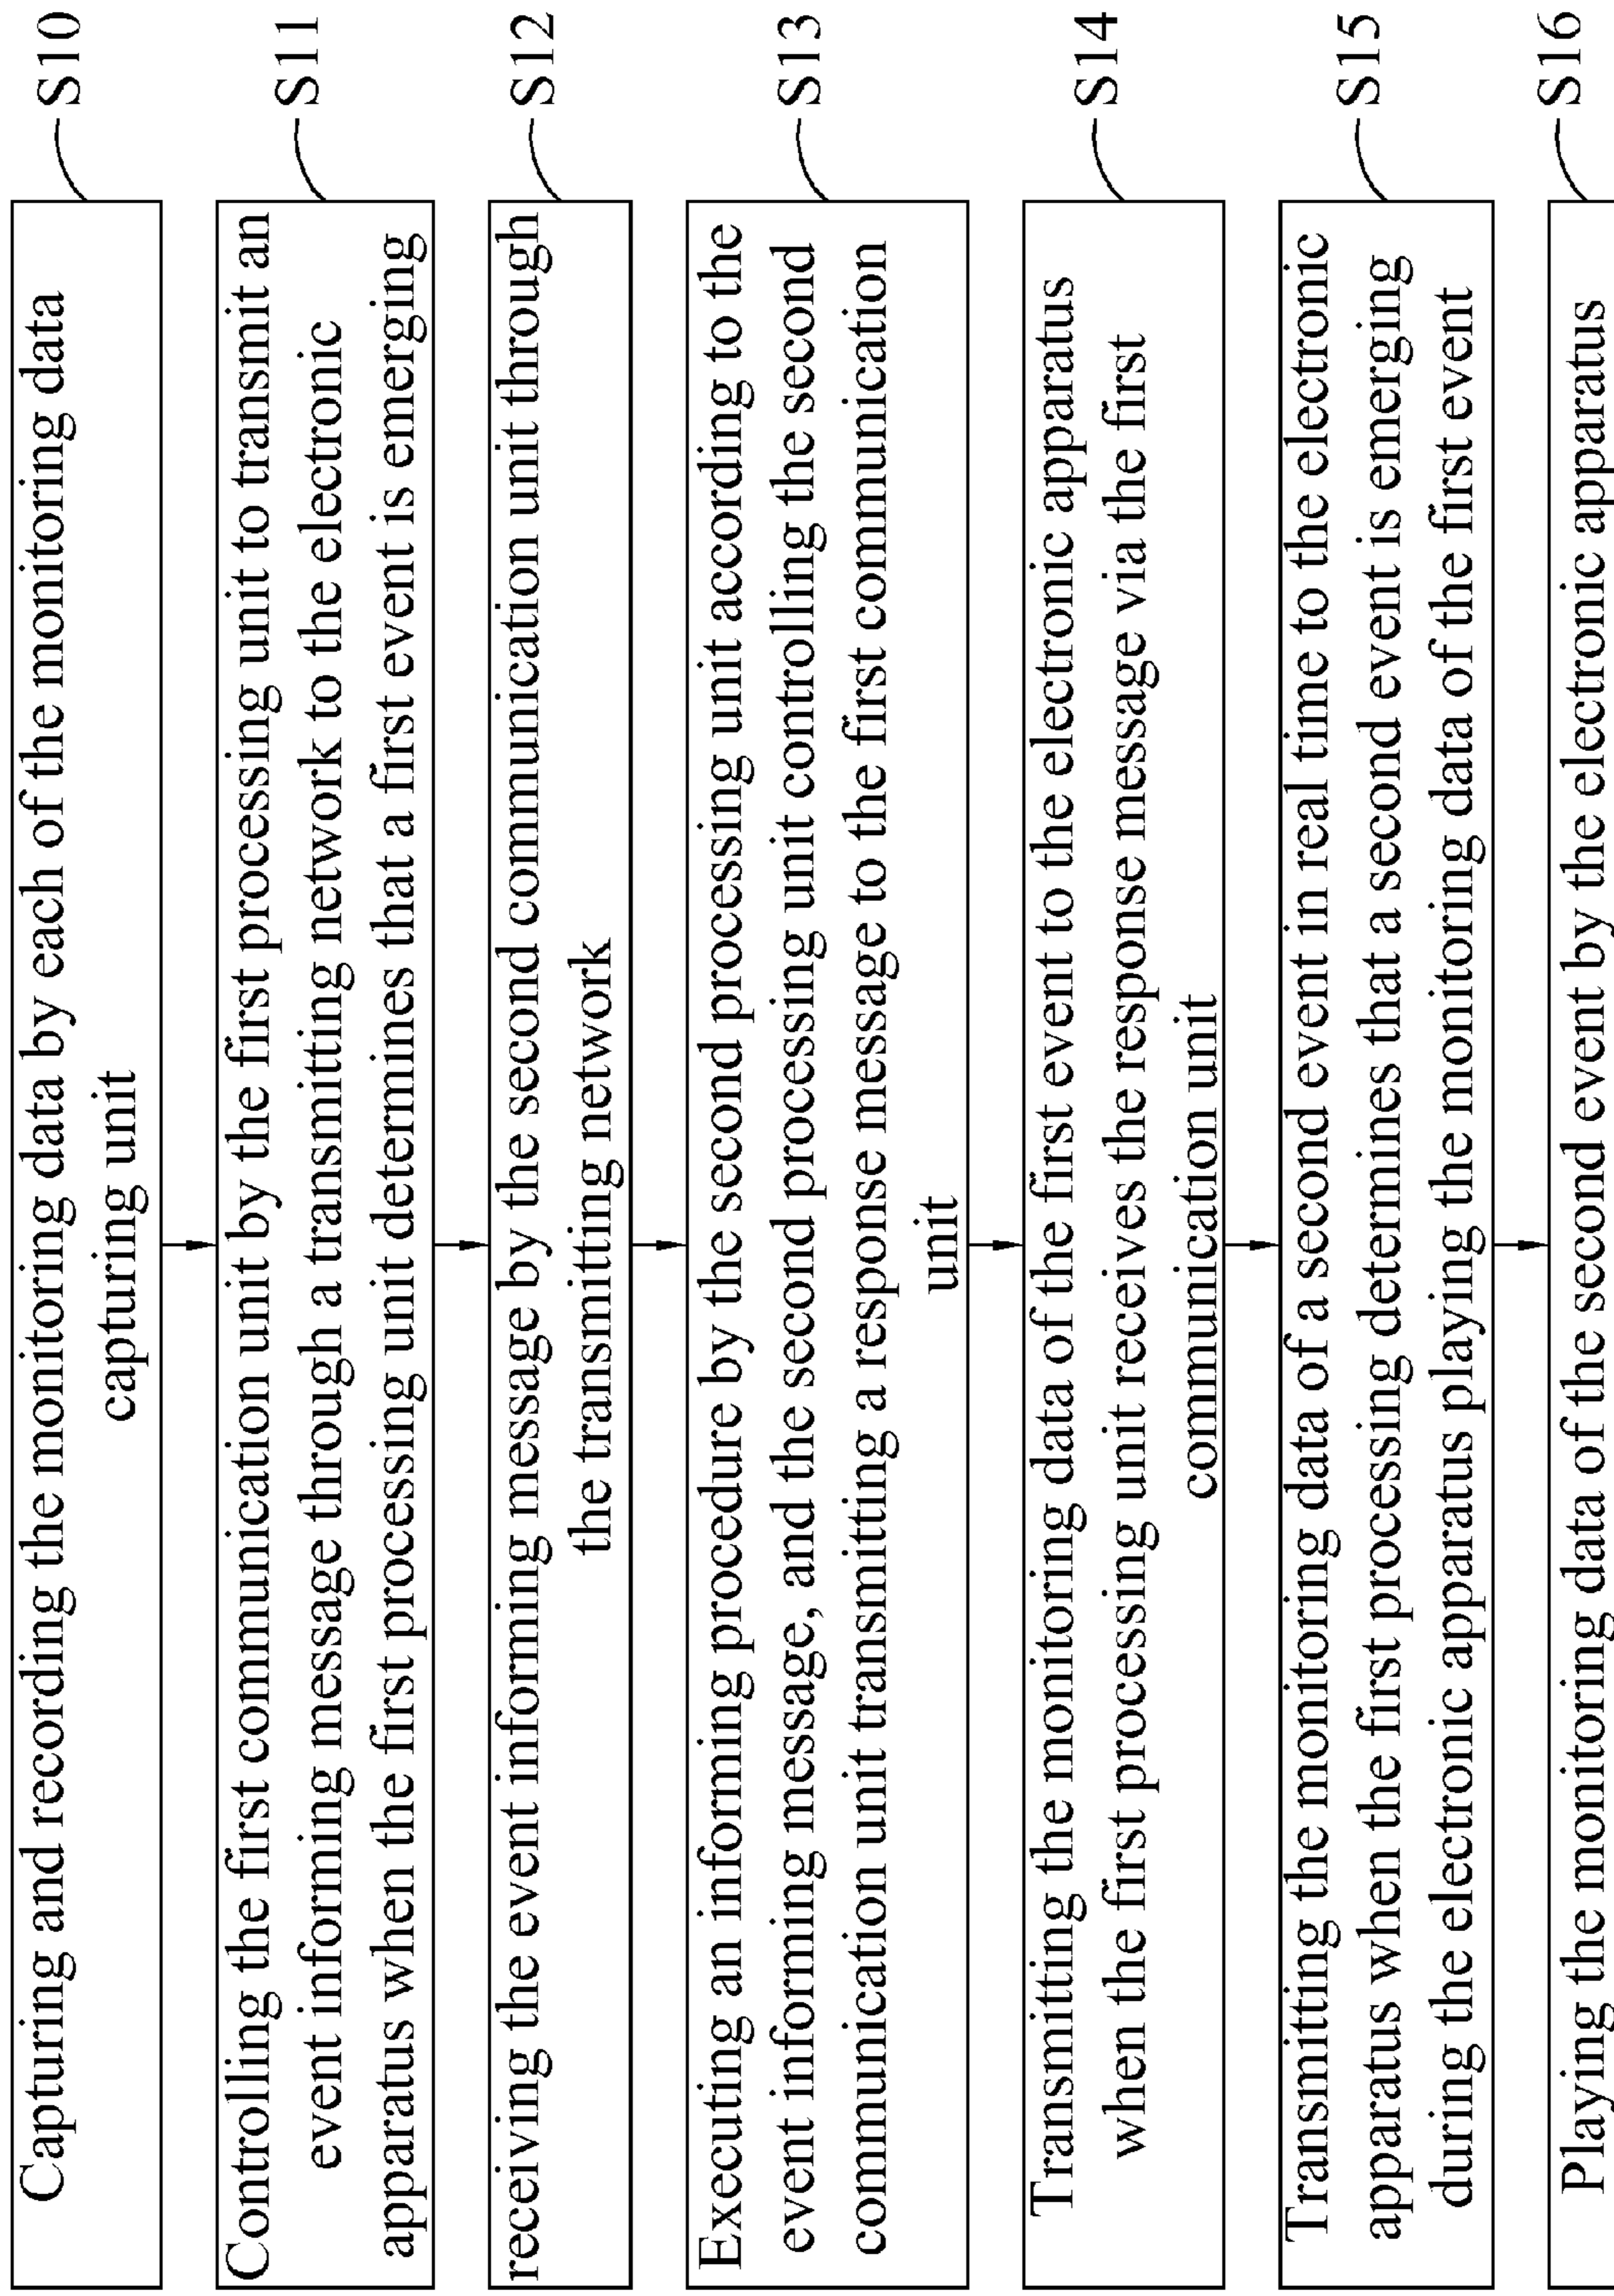 Capturing and recording the monitoring data by each of the monitoring data
capturing unit
S10
Controlling the first communication unit by the first processing unit to transmit an
event informing message through a transmitting network to the electronic
apparatus when the first processing unit determines that a first event is emerging
S11
receiving the event informing message by the second communication unit through
the transmitting network
S12
Executing an informing procedure by the second processing unit according to the
event informing message, and the second processing unit controlling the second
communication unit transmitting a response message to the first communication
unit
S13
Transmitting the monitoring data of the first event to the electronic apparatus
when the first processing unit receives the response message via the first
communication unit
S14
Transmitting the monitoring data of a second event in real time to the electronic
apparatus when the first processing determines that a second event is emerging
during the electronic apparatus playing the monitoring data of the first event
S15
Playing the monitoring data of the second event by the electronic apparatus
S16